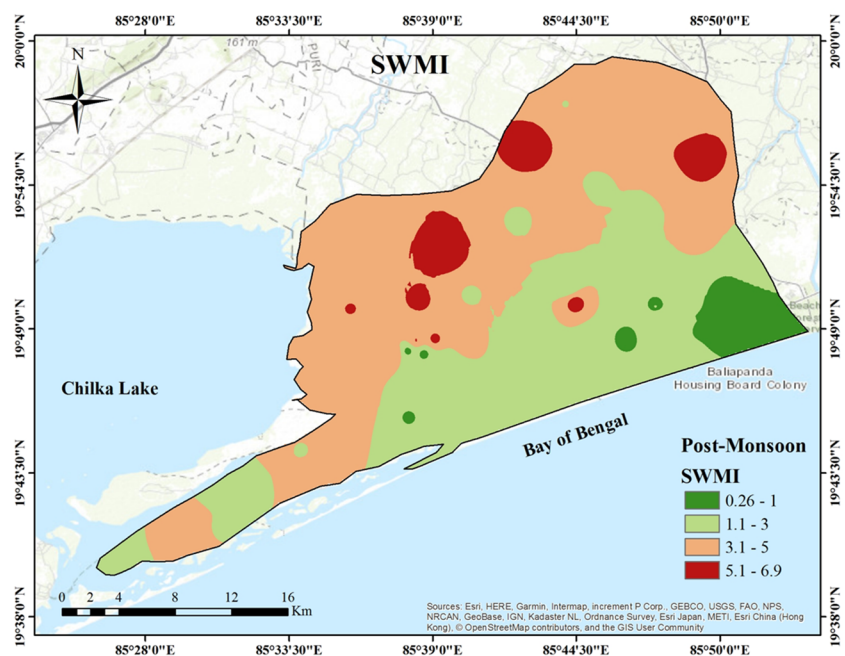 85°28'0"E 85°33'30"E 85°39'0"E 85°44'30"E 85°50'0"E
20°0'0"N
20°0'0"N
161 m
PURI
SWMI
N
19°54'30"N
19°54'30"N
19°49'0"N
19°49'0"N
Beach
Baliapanda
Housing Board Colony
Chilka Lake
Bay of Bengal
Post-Monsoon
SWMI
0.26 - 1
1.1 - 3
3.1 - 5
5.1 - 6.9
19°43'30"N
19°43'30"N
0 2 4 8 12 16
Km
Sources: Esri, HERE, Garmin, Intermap, increment P Corp., GEBCO, USGS, FAO, NPS,
NRCAN, GeoBase, IGN, Kadaster NL, Ordnance Survey, Esri Japan, METI, Esri China (Hong
Kong), © OpenStreetMap contributors, and the GIS User Community
19°38'0"N
19°38'0"N
85°28'0"E 85°33'30"E 85°39'0"E 85°44'30"E 85°50'0"E